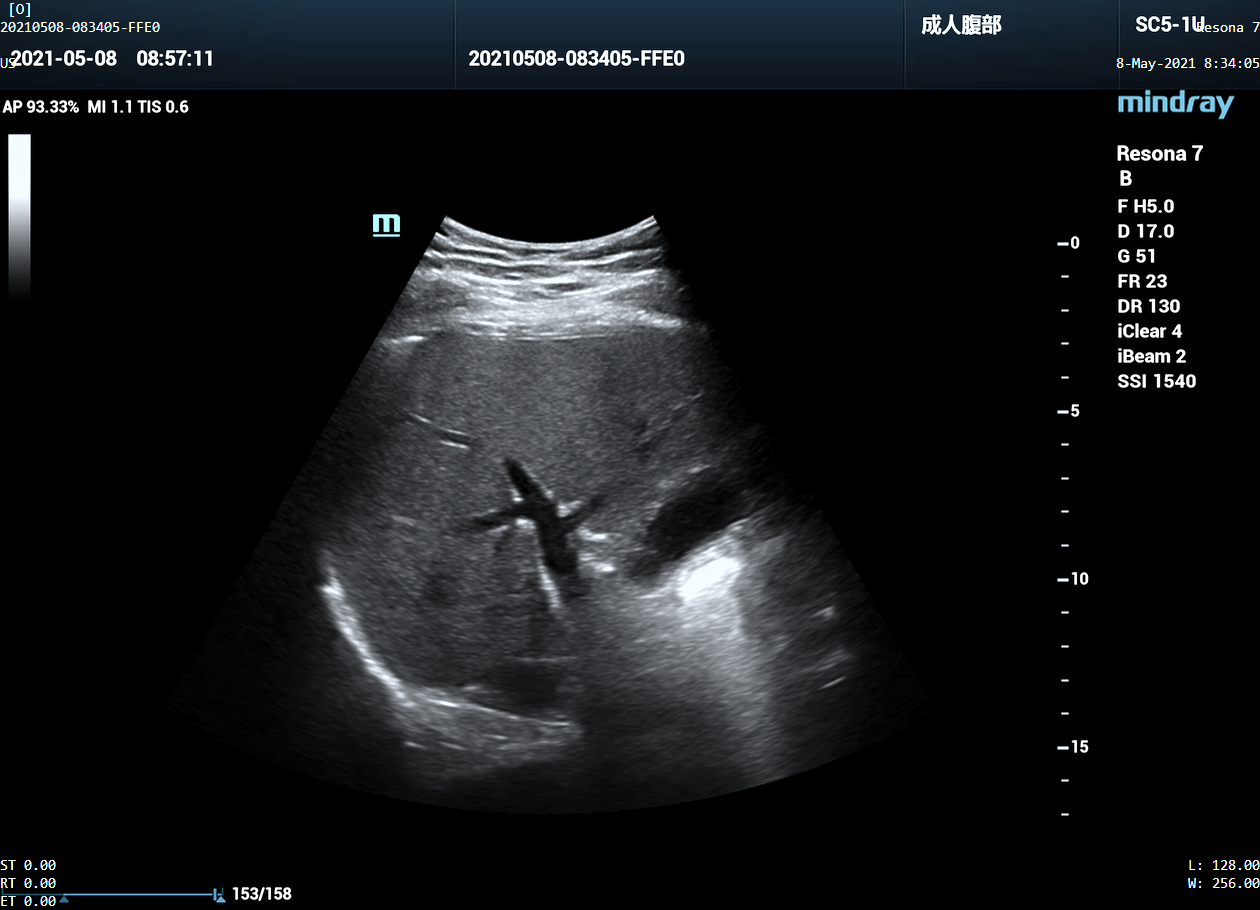 [O]
20210508-083405-FFE0
2021-05-08 08:57:11
US
20210508-083405-FFE0
成人腹部
SC5-1U
Resona 7
8-May-2021 8:34:05
AP 93.33% MI 1.1 TIS 0.6
mindray
m
Resona 7
B
F H5.0
D 17.0
G 51
FR 23
DR 130
iClear 4
iBeam 2
SSI 1540
0
5
10
15
ST 0.00
RT 0.00
ET 0.00
153/158
L: 128.00
W: 256.00